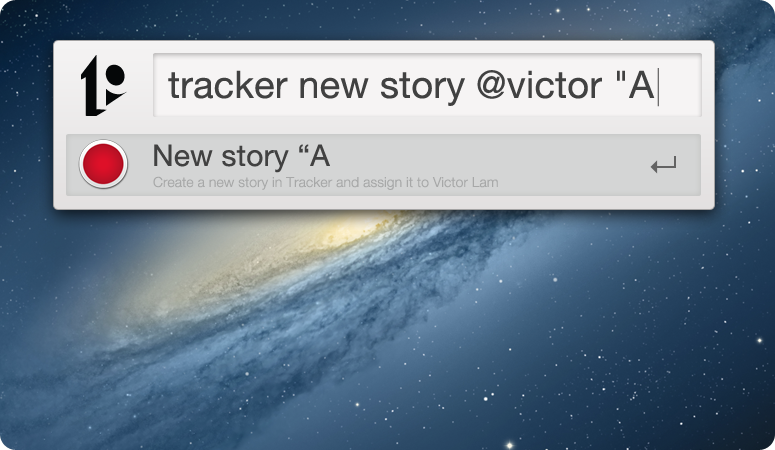 tracker new story @victor "A
New story “A
Create a new story in Tracker and assign it to Victor Lam